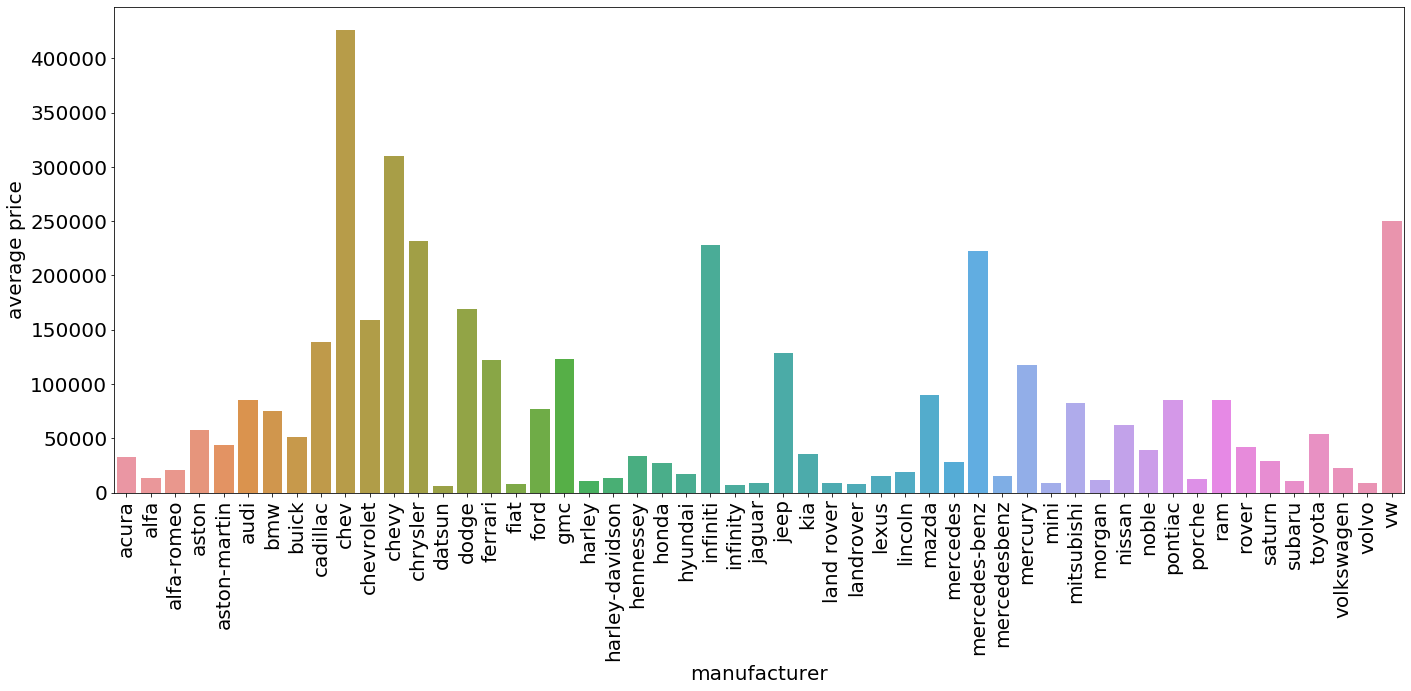 400000
350000
300000
250000
200000
150000
100000
50000
0
average price
acura
alfa
alfa-romeo
aston
aston-martin
audi
bmw
buick
cadillac
chev
chevrolet
chevy
chrysler
datsun
dodge
ferrari
fiat
ford
gmc
harley
harley-davidson
hennessey
honda
hyundai
infiniti
infinity
jaguar
jeep
kia
land rover
landrover
lexus
lincoln
mazda
mercedes
mercedes-benz
mercedesbenz
mercury
mini
mitsubishi
morgan
nissan
noble
pontiac
porche
ram
rover
saturn
subaru
toyota
volkswagen
volvo
vw
manufacturer